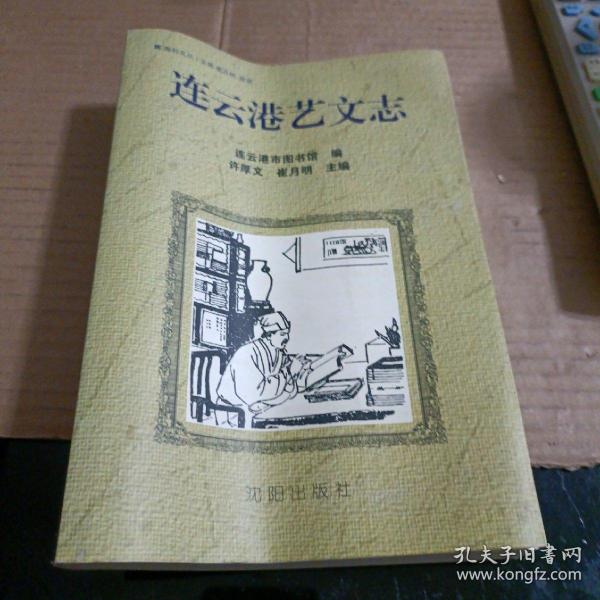 连云港艺文志
连云港市图书馆 编
许厚文 崔月明 主编
沈阳出版社
孔夫子旧书网
www.kongfz.com